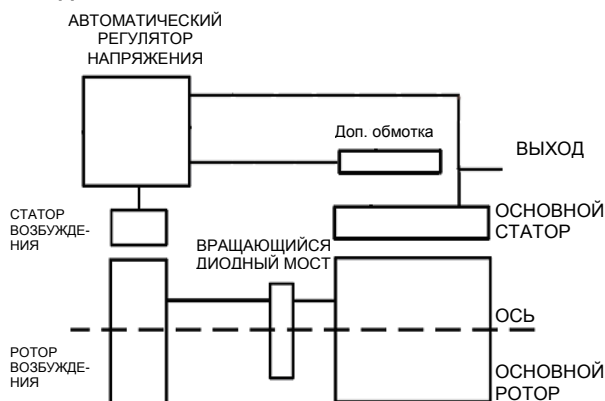 АВТОМАТИЧЕСКИЙ
РЕГУЛЯТОР
НАПРЯЖЕНИЯ
Доп. обмотка
ВЫХОД
СТАТОР
ВОЗБУЖДЕ-
НИЯ
ОСНОВНОЙ
СТАТОР
ВРАЩАЮЩИЙСЯ
ДИОДНЫЙ МОСТ
ОСЬ
РОТОР
ВОЗБУЖДЕ-
НИЯ
ОСНОВНОЙ
РОТОР